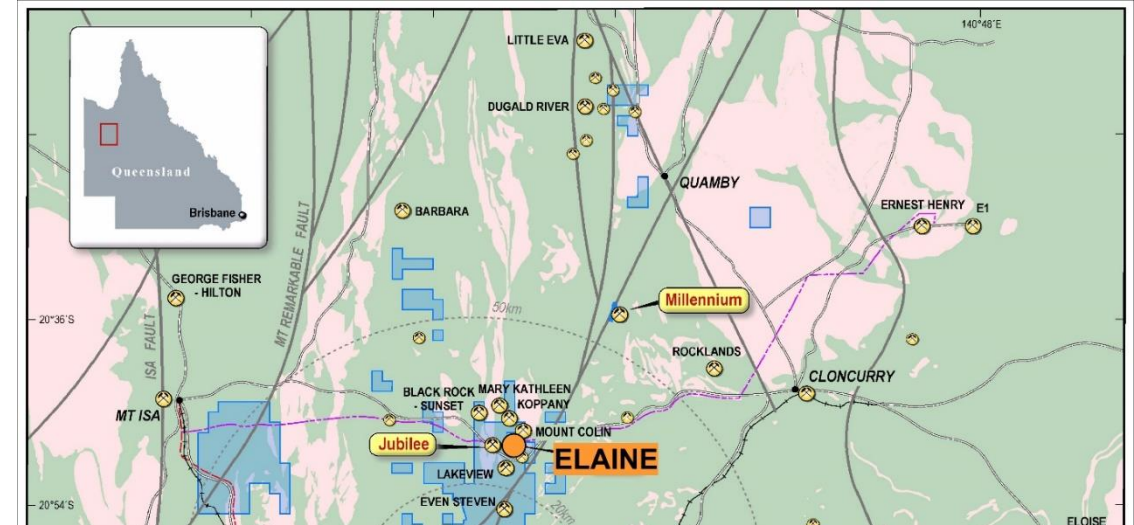 140°48´E
LITTLE EVA
DUGALD RIVER
Queensland
Brisbane
QUAMBY
BARBARA
ERNEST HENRY
E1
MT REMARKABLE FAULT
GEORGE FISHER
- HILTON
50km
Millennium
20°36´S
ISA FAULT
ROCKLANDS
CLONCURRY
BLACK ROCK
- SUNSET
MARY KATHLEEN
KOPPANY
MT ISA
MOUNT COLIN
Jubilee
ELAINE
LAKEVIEW
EVEN STEVEN
20°54´S
20km
ELOISE